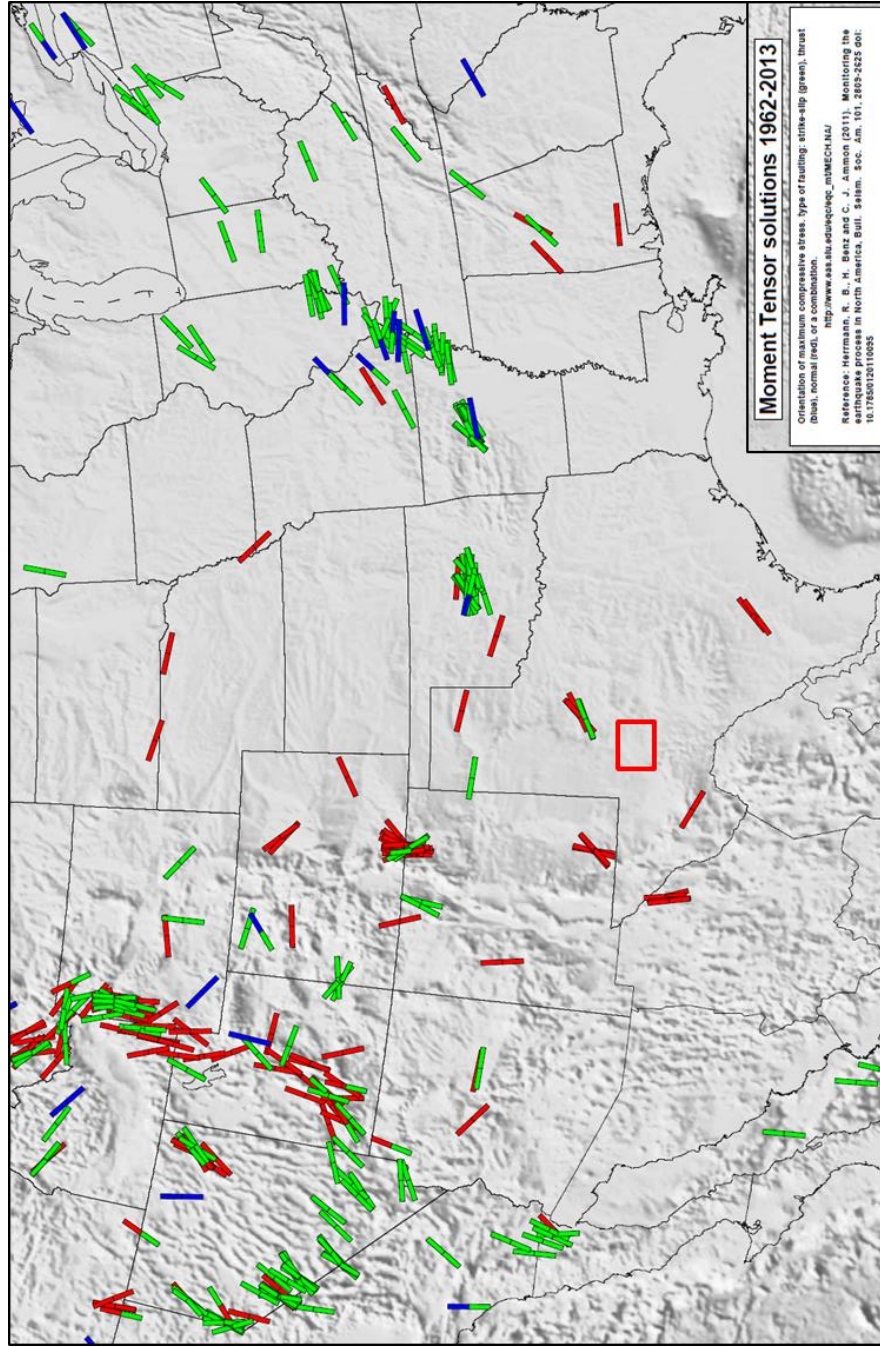 Moment Tensor solutions 1962-2013
Orientation of maximum compressive stress, type of faulting: strike-slip (green), thrust
(blue), normal (red), or a combination.
http://www.eas.slu.edu/eqc/eqc_mt/MECH.NA/
Reference: Herrmann, R. B., H. Benz and C. J. Ammon (2011). Monitoring the
earthquake process in North America, Bull. Seism. Soc. Am. 101, 2609-2625 doi:
10.1785/0120110095